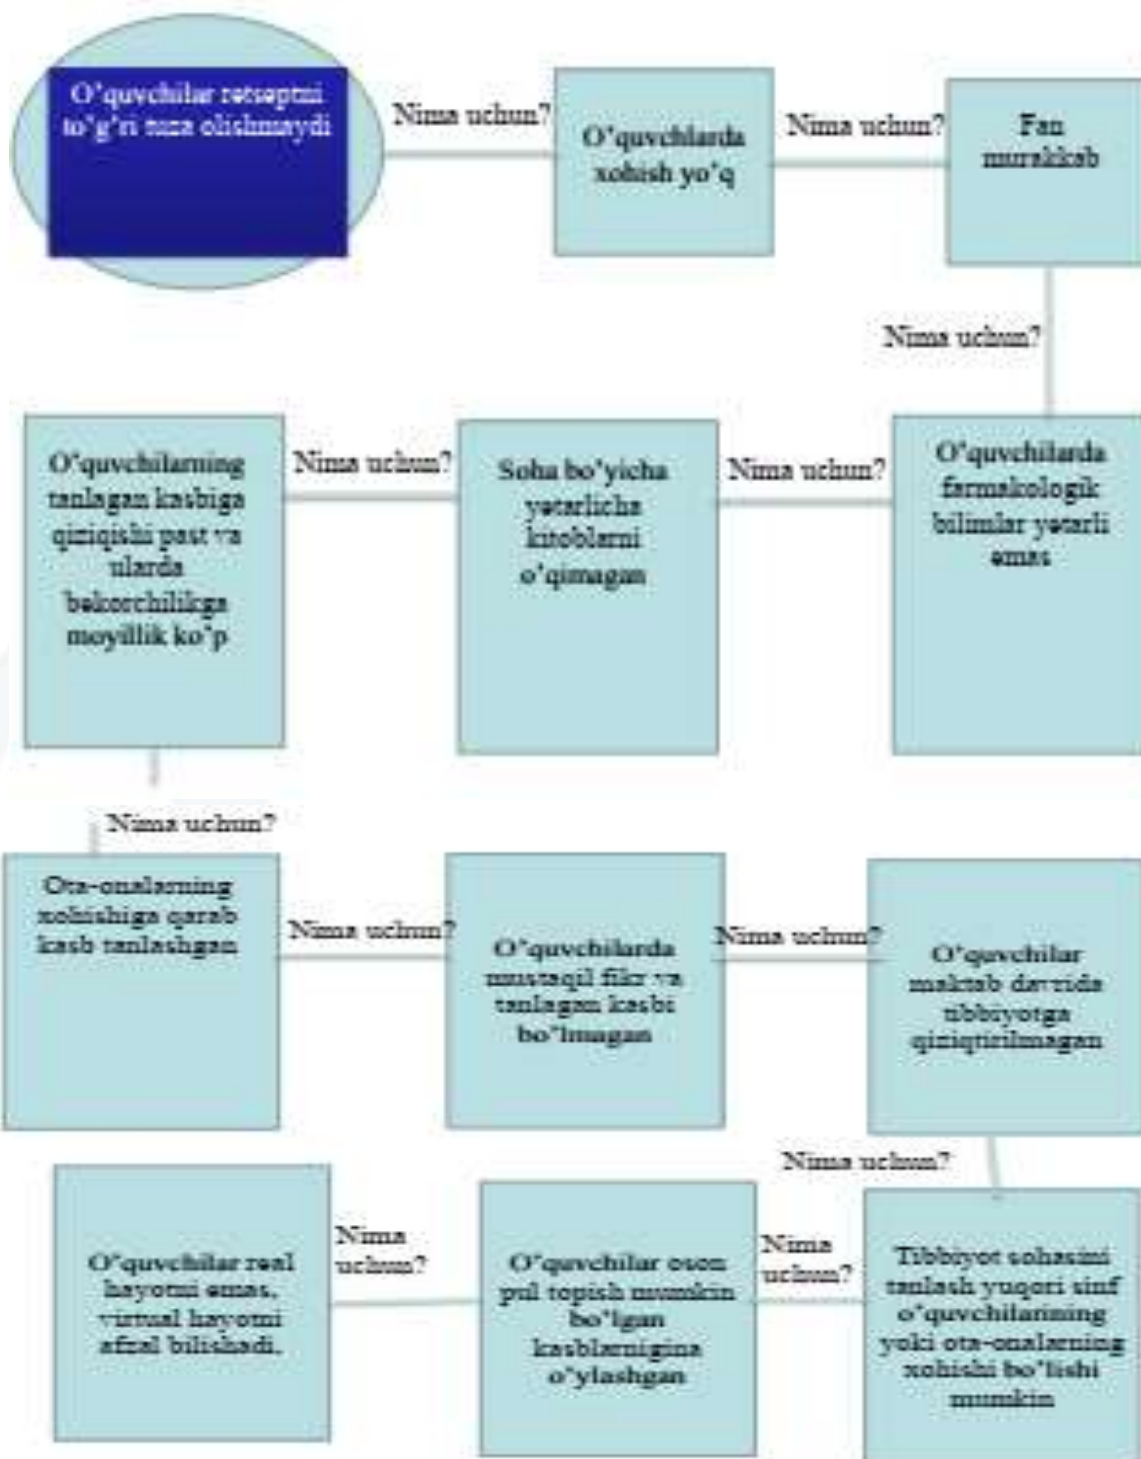 O'quvchilar retseptni
to'g'ri tuza olishmaydi
Nima uchun?
O'quvchlarda
xohish yo'q
Nima uchun?
Fan
murakkab
Nima uchun?
O'quvchilarda
farmakologik
bilimlar yetarli
emas
Nima uchun?
Soha bo'yicha
yetarlicha
kitoblarni
o'qimagan
Nima uchun?
O'quvchilarning
tanlagan kasbiga
qiziqishi past va
ularda
bekorchilikga
moyillik ko'p
Nima uchun?
Ota-onalarning
xohishiga qarab
kasb tanlashgan
Nima uchun?
O'quvchilarda
mustaqil fikr va
tanlagan kasbi
bo'lmagan
Nima uchun?
O'quvchilar
maktab davrida
tibbiyotga
qiziqtirilmagan
Nima uchun?
Tibbiyot sohasini
tanlash yuqori sinf
o'quvchilarining
yoki ota-onalarning
xohishi bo'lishi
mumkin
Nima
uchun?
O'quvchilar oson
pul topish mumkin
bo'lgan
kasblarnigina
o'ylashgan
Nima
uchun?
O'quvchilar real
hayotni emas,
virtual hayotni
afzal bilishadi.